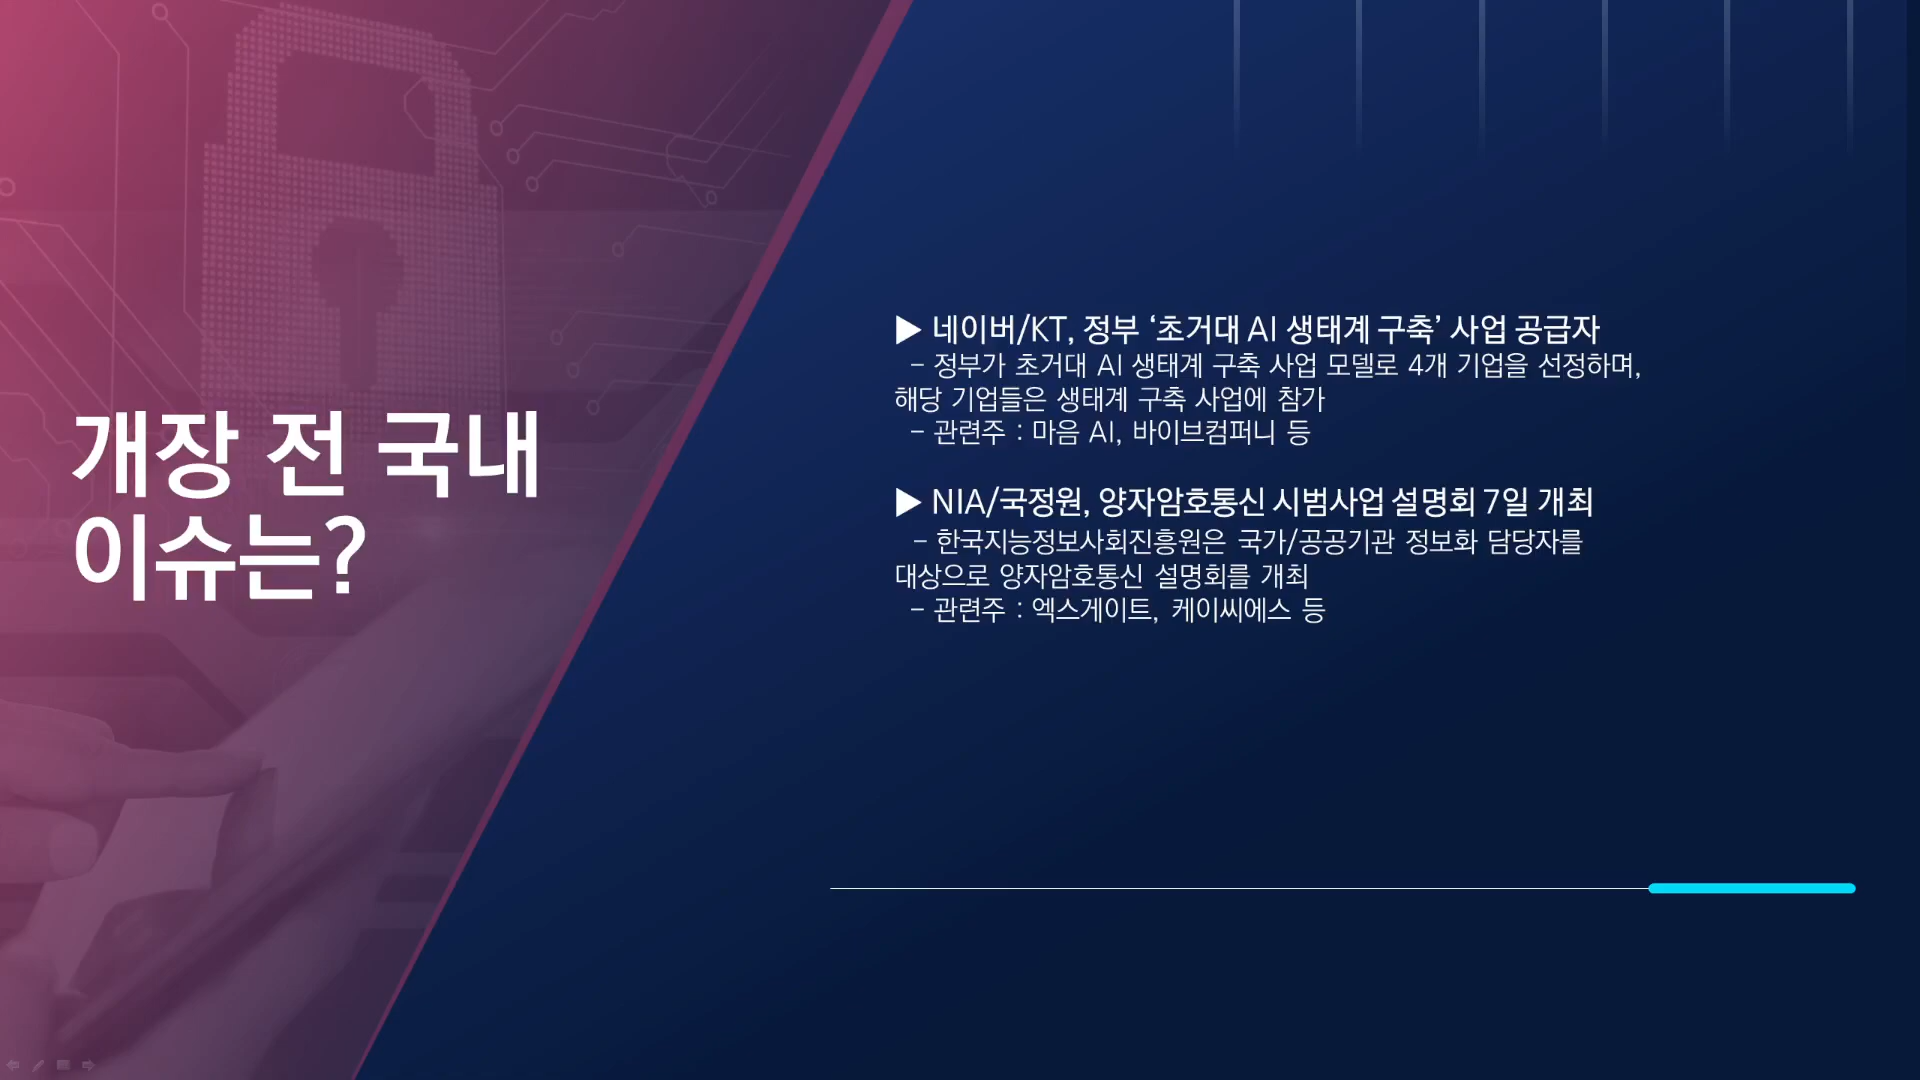 개장 전 국내
이슈는?
▶ 네이버/KT, 정부 ‘초거대 AI 생태계 구축’ 사업 공급자
– 정부가 초거대 AI 생태계 구축 사업 모델로 4개 기업을 선정하며,
해당 기업들은 생태계 구축 사업에 참가
– 관련주 : 마음 AI, 바이브컴퍼니 등
▶ NIA/국정원, 양자암호통신 시범사업 설명회 7일 개최
– 한국지능정보사회진흥원은 국가/공공기관 정보화 담당자를
대상으로 양자암호통신 설명회를 개최
– 관련주 : 엑스게이트, 케이씨에스 등